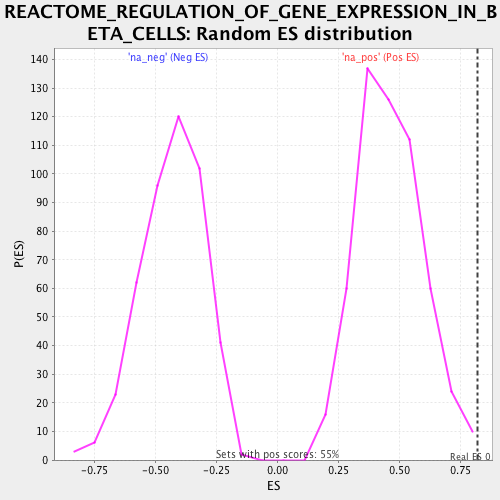 REACTOME_REGULATION_OF_GENE_EXPRESSION_IN_B
ETA_CELLS: Random ES distribution
'na_neg' (Neg ES)
'na_pos' (Pos ES)
140
130
120
110
100
90
80
70
60
50
40
30
20
10
0
P(ES)
Sets with pos scores: 55%
Real ES 0
-0.75
-0.50
-0.25
0.00
0.25
0.50
0.75
ES